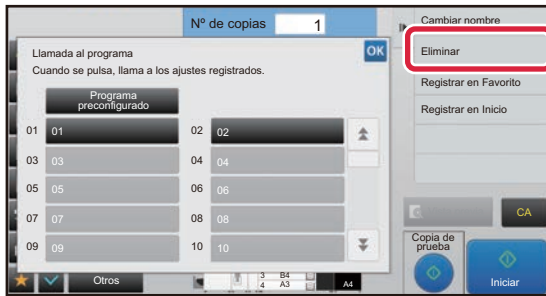 Nº de copias 1
Cambiar nombre
Llamada al programa
OK
Eliminar
Cuando se pulsa, llama a los ajustes registrados.
Registrar en Favorito
Programa
preconfigurado
Registrar en Inicio
01 01 02 02
03 03 04 04
05 05 06 06
07 07 08 08
CA
09 09 10 10
Copia de
prueba
Otros
3 B4
4 A3
A4
Iniciar